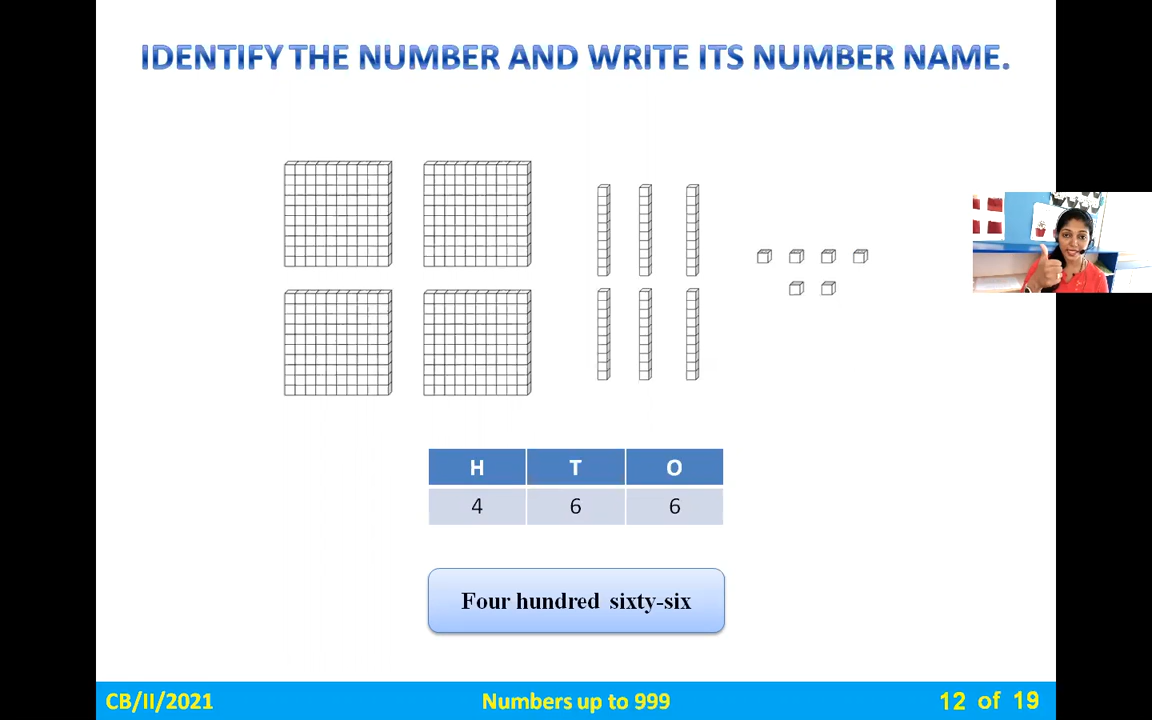 IDENTIFY THE NUMBER AND WRITE ITS NUMBER NAME.
H T O
4 6 6
Four hundred sixty-six
CB/II/2021 Numbers up to 999 12 of 19